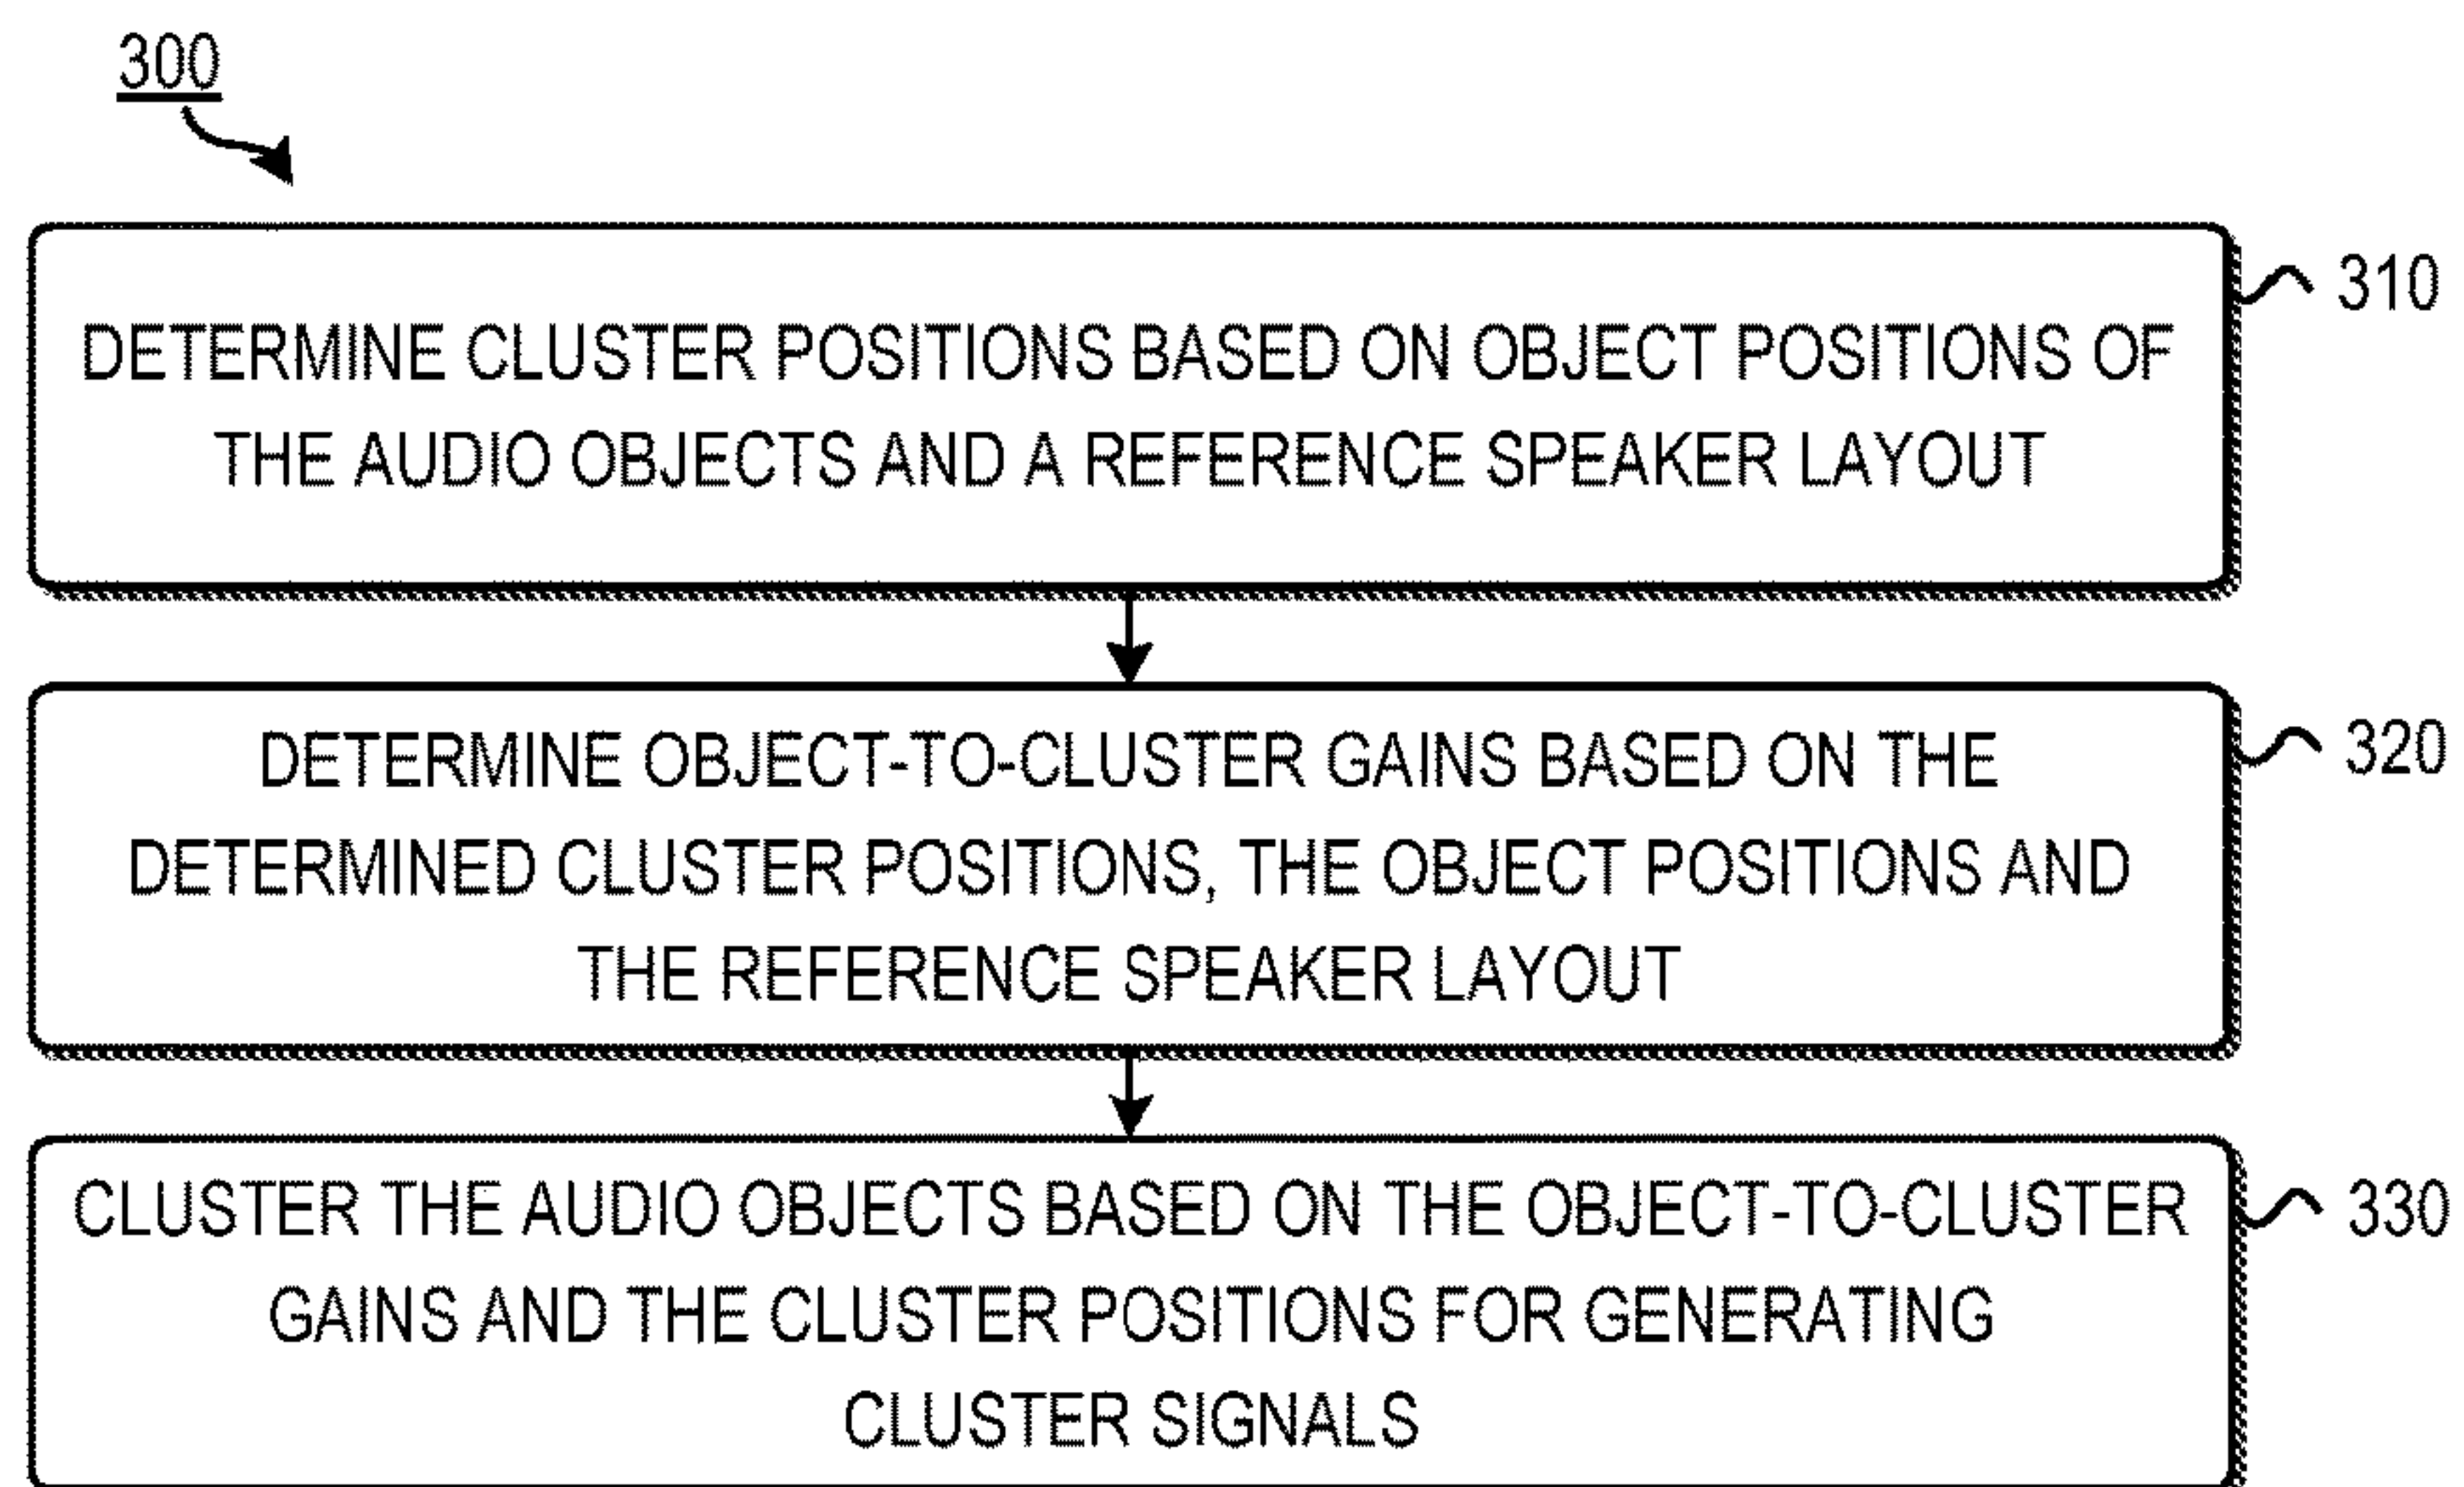 300
310
DETERMINE CLUSTER POSITIONS BASED ON OBJECT POSITIONS OF
THE AUDIO OBJECTS AND A REFERENCE SPEAKER LAYOUT
320
DETERMINE OBJECT-TO-CLUSTER GAINS BASED ON THE
DETERMINED CLUSTER POSITIONS, THE OBJECT POSITIONS AND
THE REFERENCE SPEAKER LAYOUT
330
CLUSTER THE AUDIO OBJECTS BASED ON THE OBJECT-TO-CLUSTER
GAINS AND THE CLUSTER POSITIONS FOR GENERATING
CLUSTER SIGNALS